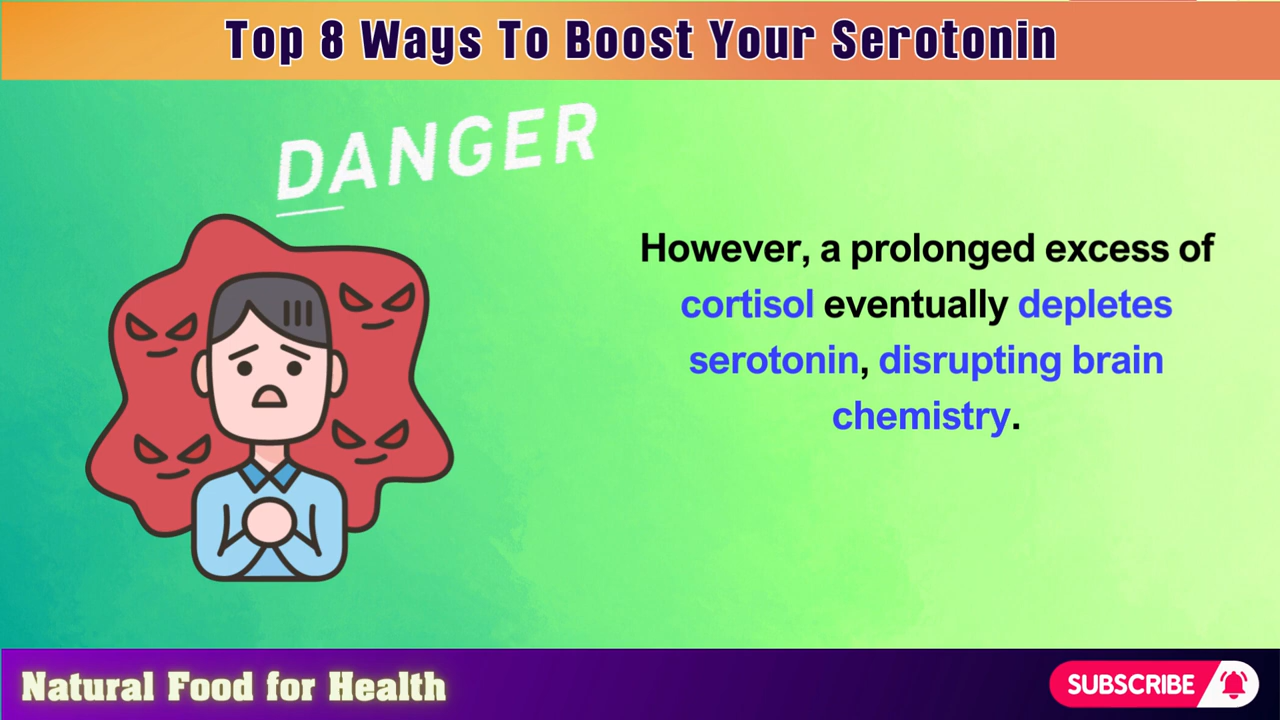 Top 8 Ways To Boost Your Serotonin
DANGER
However, a prolonged excess of
cortisol eventually depletes
serotonin, disrupting brain
chemistry.
Natural Food for Health
SUBSCRIBE